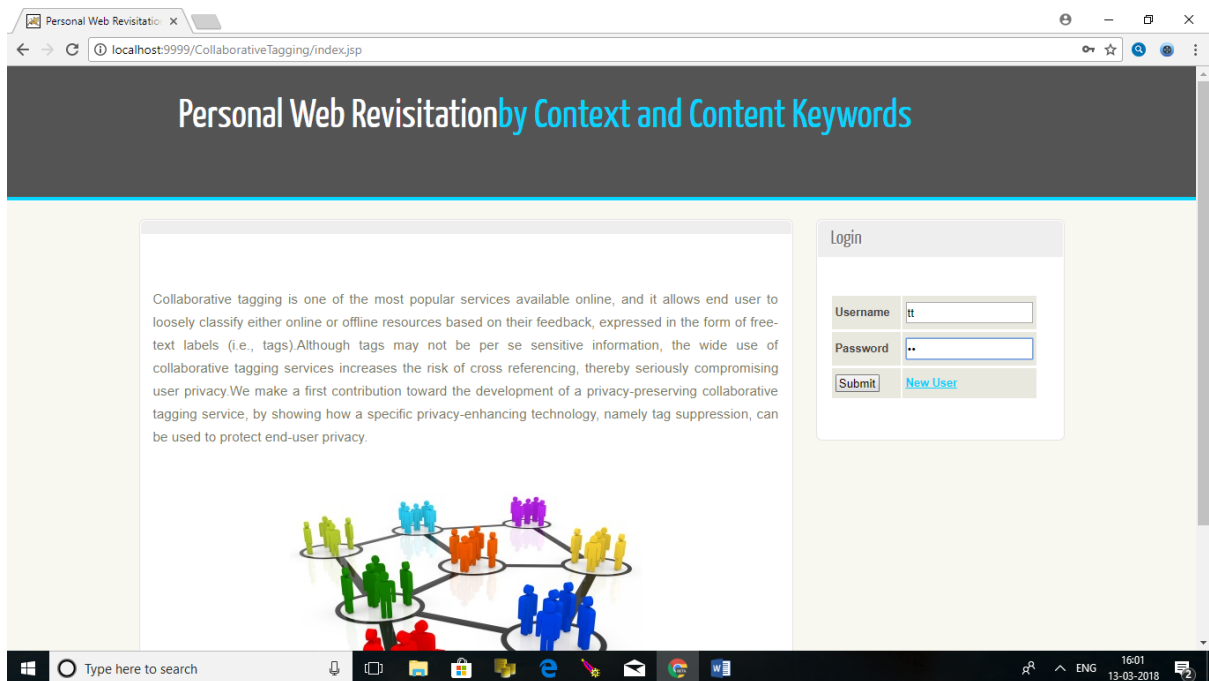 Personal Web Revisitatio
localhost:9999/CollaborativeTagging/index.jsp
Personal Web Revisitationby Context and Content Keywords
Login
Collaborative tagging is one of the most popular services available online, and it allows end user to
loosely classify either online or offline resources based on their feedback, expressed in the form of free-
text labels (i.e., tags).Although tags may not be per se sensitive information, the wide use of
collaborative tagging services increases the risk of cross referencing, thereby seriously compromising
user privacy.We make a first contribution toward the development of a privacy-preserving collaborative
tagging service, by showing how a specific privacy-enhancing technology, namely tag suppression, can
be used to protect end-user privacy.
Username tt
Password ••
Submit New User
Type here to search
ENG
16:01
13-03-2018
2